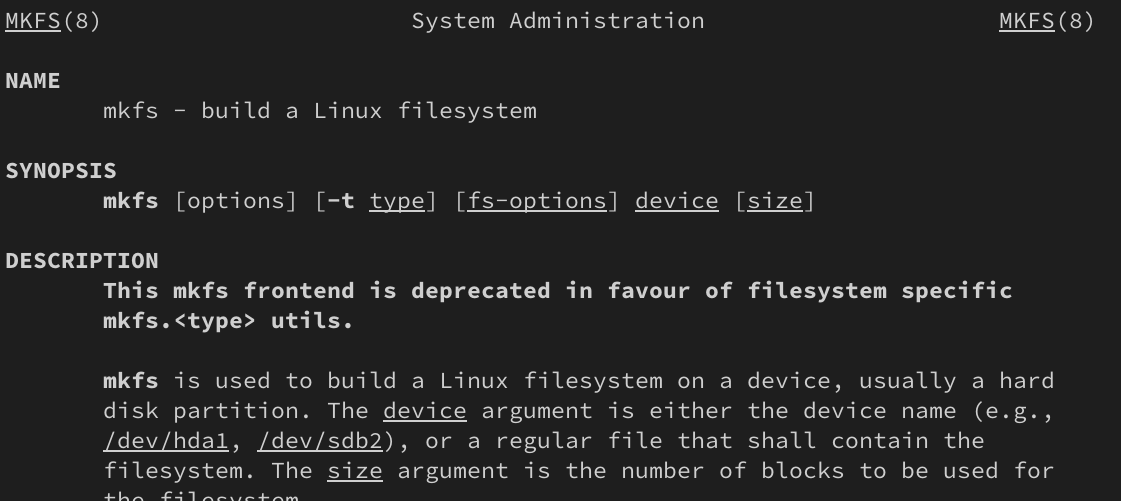 MKFS(8) System Administration MKFS(8)
NAME
mkfs - build a Linux filesystem
SYNOPSIS
mkfs [options] [-t type] [fs-options] device [size]
DESCRIPTION
This mkfs frontend is deprecated in favour of filesystem specific
mkfs.<type> utils.
mkfs is used to build a Linux filesystem on a device, usually a hard
disk partition. The device argument is either the device name (e.g.,
/dev/hda1, /dev/sdb2), or a regular file that shall contain the
filesystem. The size argument is the number of blocks to be used for
the filesystem.